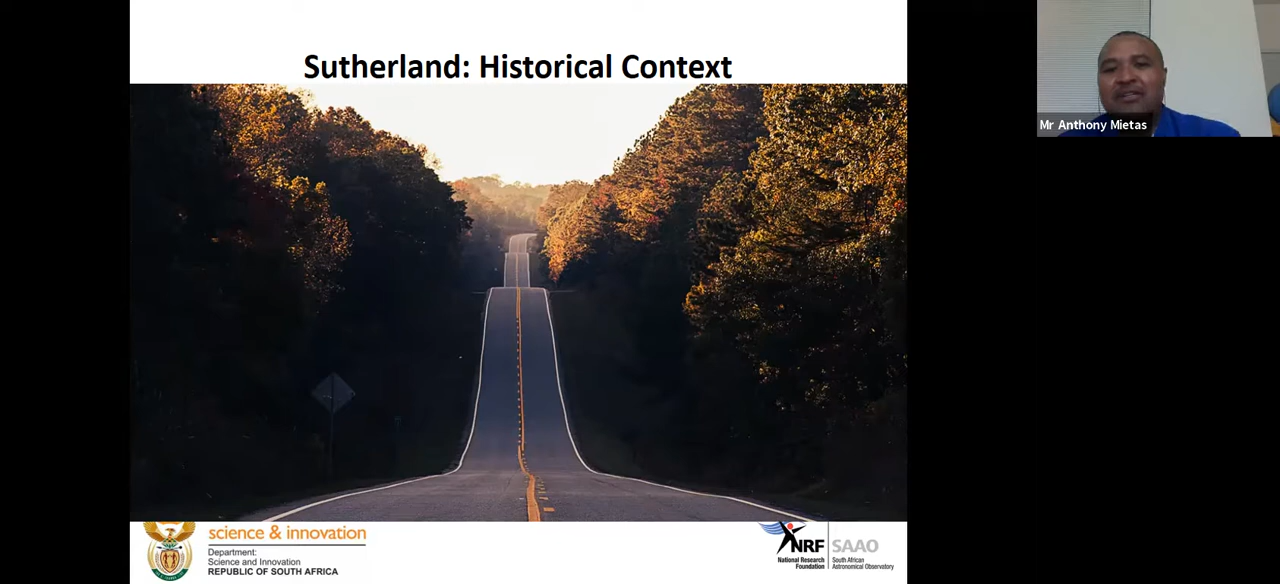 Sutherland: Historical Context
Mr Anthony Mietas
science & innovation
Department:
Science and Innovation
REPUBLIC OF SOUTH AFRICA
NRF
National Research
Foundation
SAAO
South African
Astronomical Observatory